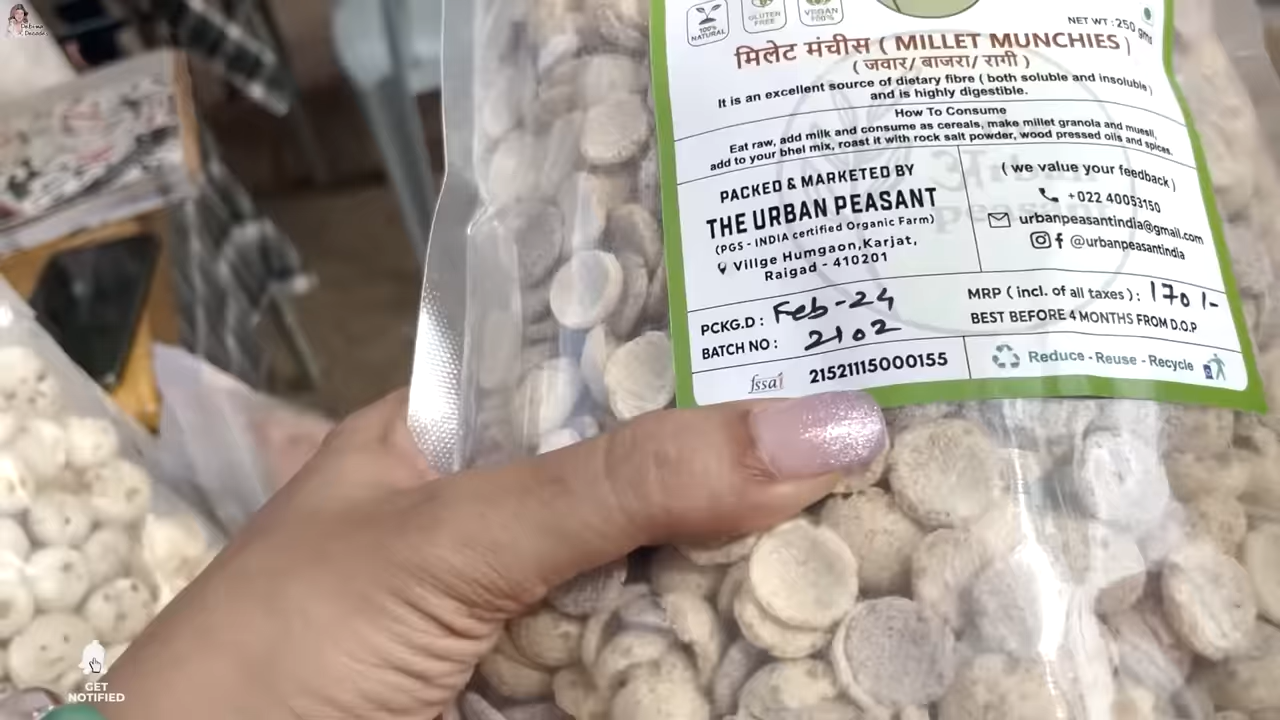 Debina Decodes
100% NATURAL
GLUTEN FREE
VEGAN 100%
NET WT : 250 gms
मिलेट मंचीस ( MILLET MUNCHIES )
( जवार/ बाजरा/ रागी )
It is an excellent source of dietary fibre ( both soluble and insoluble)
and is highly digestible.
How To Consume
Eat raw, add milk and consume as cereals, make millet granola and muesli,
add to your bhel mix, roast it with rock salt powder, wood pressed oils and spices.
PACKED & MARKETED BY
THE URBAN PEASANT
(PGS - INDIA certified Organic Farm)
Villge Humgaon,Karjat,
Raigad - 410201
( we value your feedback )
+022 40053150
urbanpeasantindia@gmail.com
@urbanpeasantindia
PCKG.D : Feb-24
BATCH NO : 2102
MRP ( incl. of all taxes ) : 170 /-
BEST BEFORE 4 MONTHS FROM D.O.P
fssai 21521115000155
Reduce - Reuse - Recycle
GET
NOTIFIED